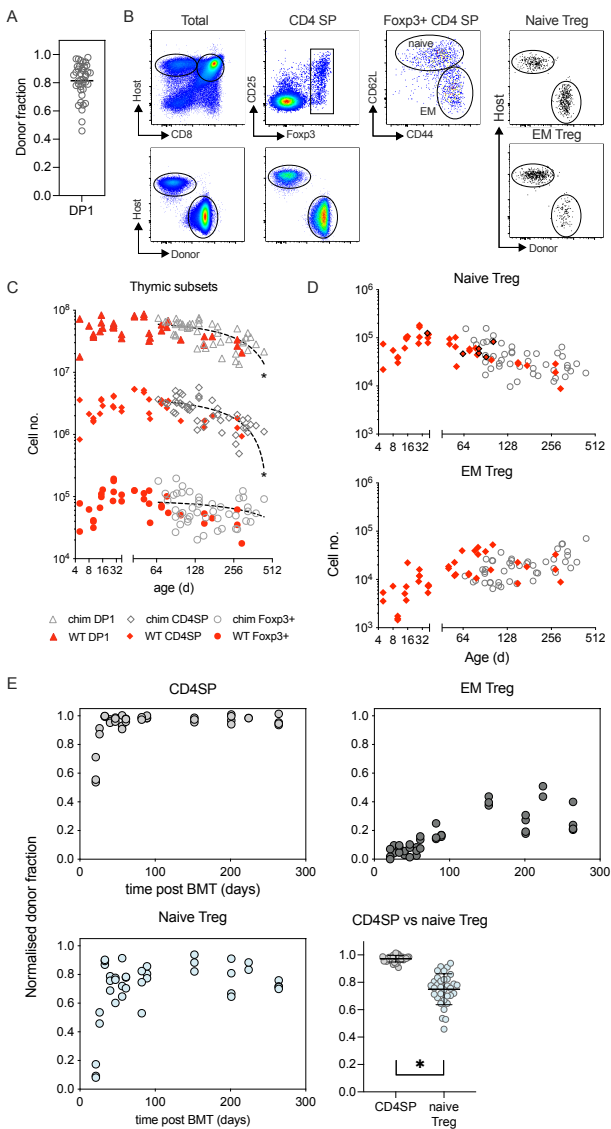 A
Donor fraction
1.0
0.8
0.6
0.4
0.2
0.0
DP1
B
Total
CD4 SP
Foxp3+ CD4 SP
Naive Treg
Host
CD8
CD25
Foxp3
naive
EM
CD62L
CD44
Host
Donor
EM Treg
Host
Donor
C
Thymic subsets
10⁸
10⁷
10⁶
10⁵
10⁴
Cell no.
*
*
4 8 16 32 64 128 256 512
age (d)
chim DP1
chim CD4SP
chim Foxp3+
WT DP1
WT CD4SP
WT Foxp3+
D
Naive Treg
10⁶
10⁵
10⁴
10³
4 8 16 32 64 128 256 512
EM Treg
Cell no.
10⁶
10⁵
10⁴
10³
4 8 16 32 64 128 256 512
Age (d)
E
Normalised donor fraction
CD4SP
1.0
0.8
0.6
0.4
0.2
0.0
0 100 200 300
time post BMT (days)
EM Treg
1.0
0.8
0.6
0.4
0.2
0.0
0 100 200 300
Naive Treg
1.0
0.8
0.6
0.4
0.2
0.0
0 100 200 300
time post BMT (days)
CD4SP vs naive Treg
1.0
0.8
0.6
0.4
0.2
0.0
*
CD4SP
naive
Treg